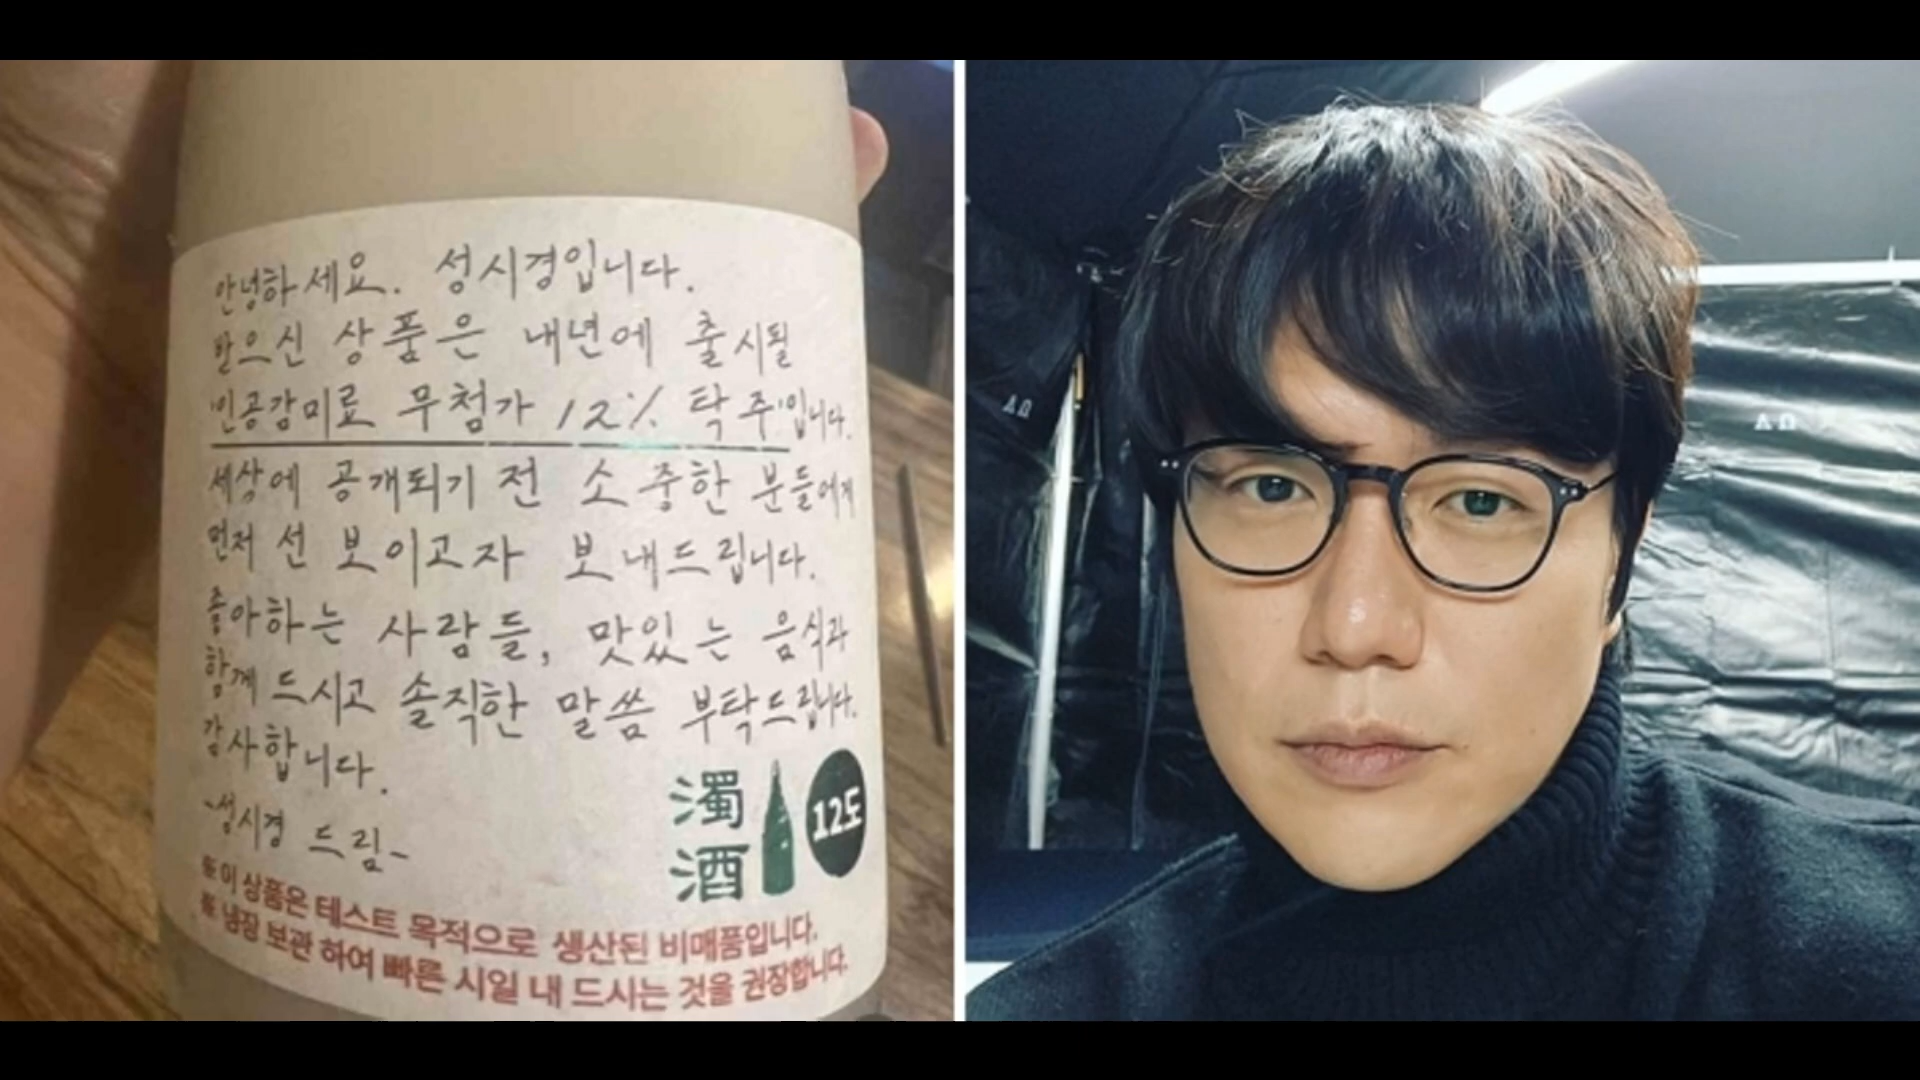 안녕하세요. 성시경입니다.
받으신 상품은 내년에 출시될
'인공감미료 무첨가 12% 탁주'입니다.
세상에 공개되기 전 소중한 분들에게
먼저 선 보이고자 보내드립니다.
좋아하는 사람들, 맛있는 음식과
함께 드시고 솔직한 말씀 부탁드립니다.
감사합니다.
-성시경 드림-
濁酒
12도
※ 이 상품은 테스트 목적으로 생산된 비매품입니다.
※ 냉장 보관 하여 빠른 시일 내 드시는 것을 권장합니다.